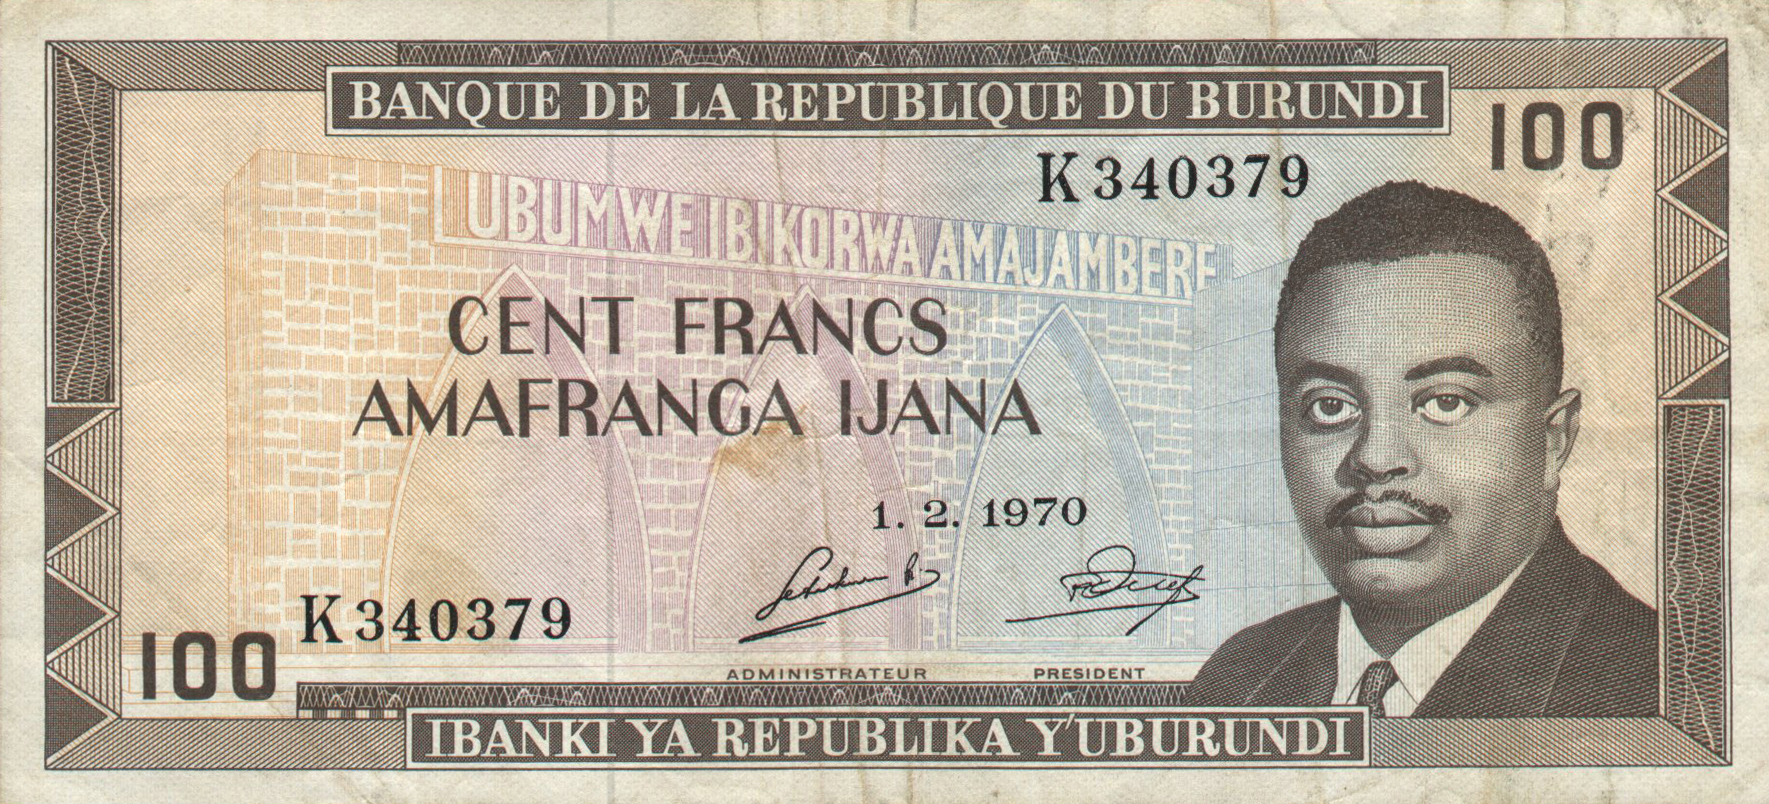 BANQUE DE LA REPUBLIQUE DU BURUNDI
100
K 340379
UBUMWE IBIKORWA AMAJAMBERE
CENT FRANCS
AMAFRANGA IJANA
1. 2. 1970
K 340379
100
ADMINISTRATEUR PRESIDENT
IBANKI YA REPUBLIKA Y'UBURUNDI